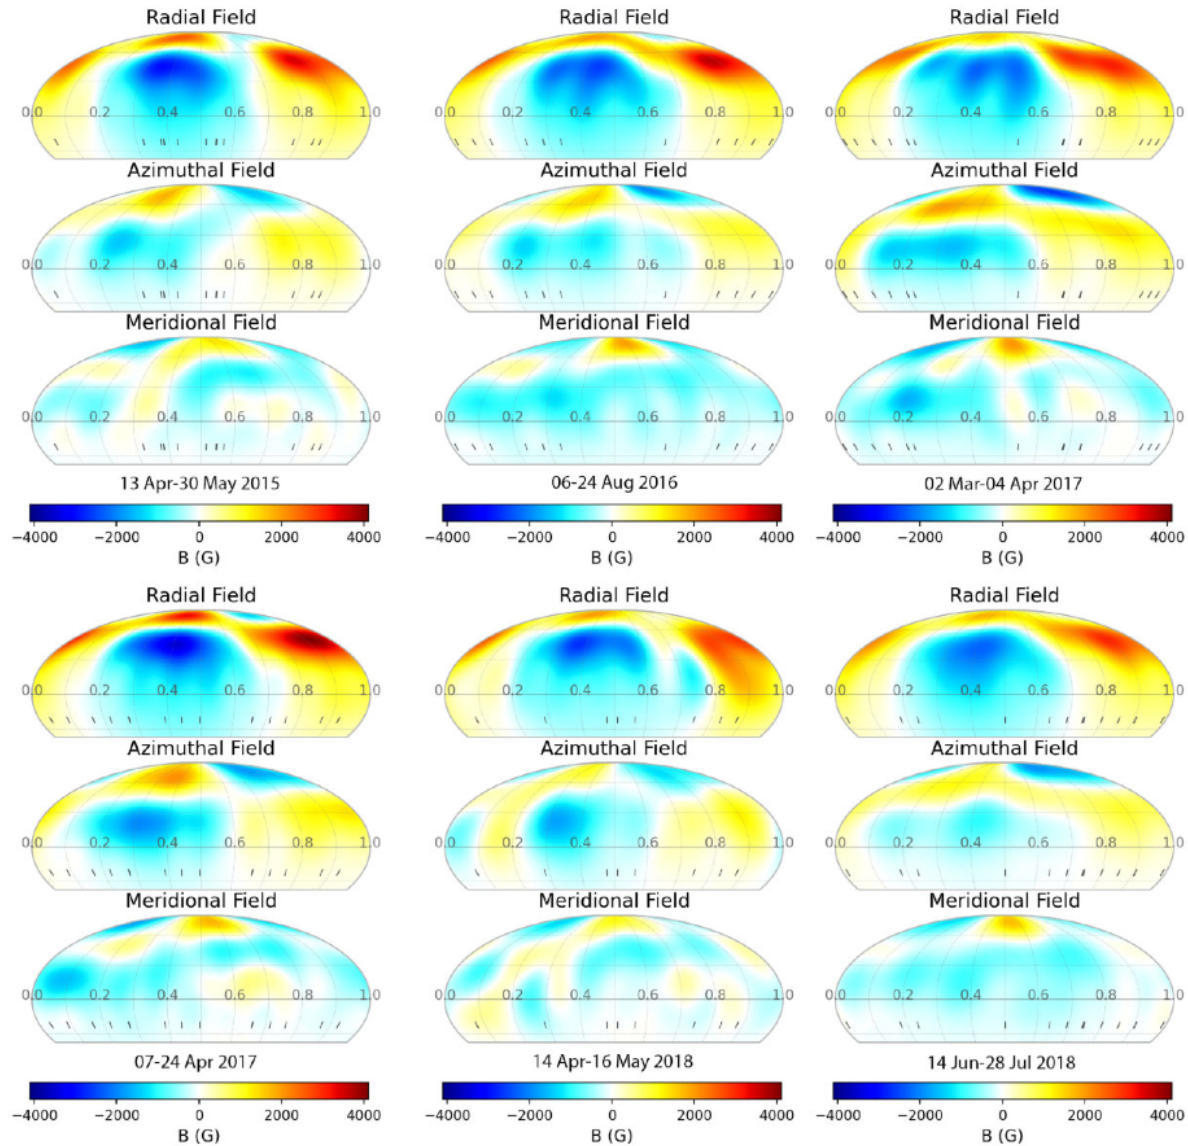 Radial Field Radial Field Radial Field
0.0 0.2 0.4 0.6 0.8 1.0 0.0 0.2 0.4 0.6 0.8 1.0 0.0 0.2 0.4 0.6 0.8 1.0
Azimuthal Field Azimuthal Field Azimuthal Field
0.0 0.2 0.4 0.6 0.8 1.0 0.0 0.2 0.4 0.6 0.8 1.0 0.0 0.2 0.4 0.6 0.8 1.0
Meridional Field Meridional Field Meridional Field
0.0 0.2 0.4 0.6 0.8 1.0 0.0 0.2 0.4 0.6 0.8 1.0 0.0 0.2 0.4 0.6 0.8 1.0
13 Apr-30 May 2015 06-24 Aug 2016 02 Mar-04 Apr 2017
−4000 −2000 0 2000 4000 −4000 −2000 0 2000 4000 −4000 −2000 0 2000 4000
B (G) B (G) B (G)
Radial Field Radial Field Radial Field
0.0 0.2 0.4 0.6 0.8 1.0 0.0 0.2 0.4 0.6 0.8 1.0 0.0 0.2 0.4 0.6 0.8 1.0
Azimuthal Field Azimuthal Field Azimuthal Field
0.0 0.2 0.4 0.6 0.8 1.0 0.0 0.2 0.4 0.6 0.8 1.0 0.0 0.2 0.4 0.6 0.8 1.0
Meridional Field Meridional Field Meridional Field
0.0 0.2 0.4 0.6 0.8 1.0 0.0 0.2 0.4 0.6 0.8 1.0 0.0 0.2 0.4 0.6 0.8 1.0
07-24 Apr 2017 14 Apr-16 May 2018 14 Jun-28 Jul 2018
−4000 −2000 0 2000 4000 −4000 −2000 0 2000 4000 −4000 −2000 0 2000 4000
B (G) B (G) B (G)